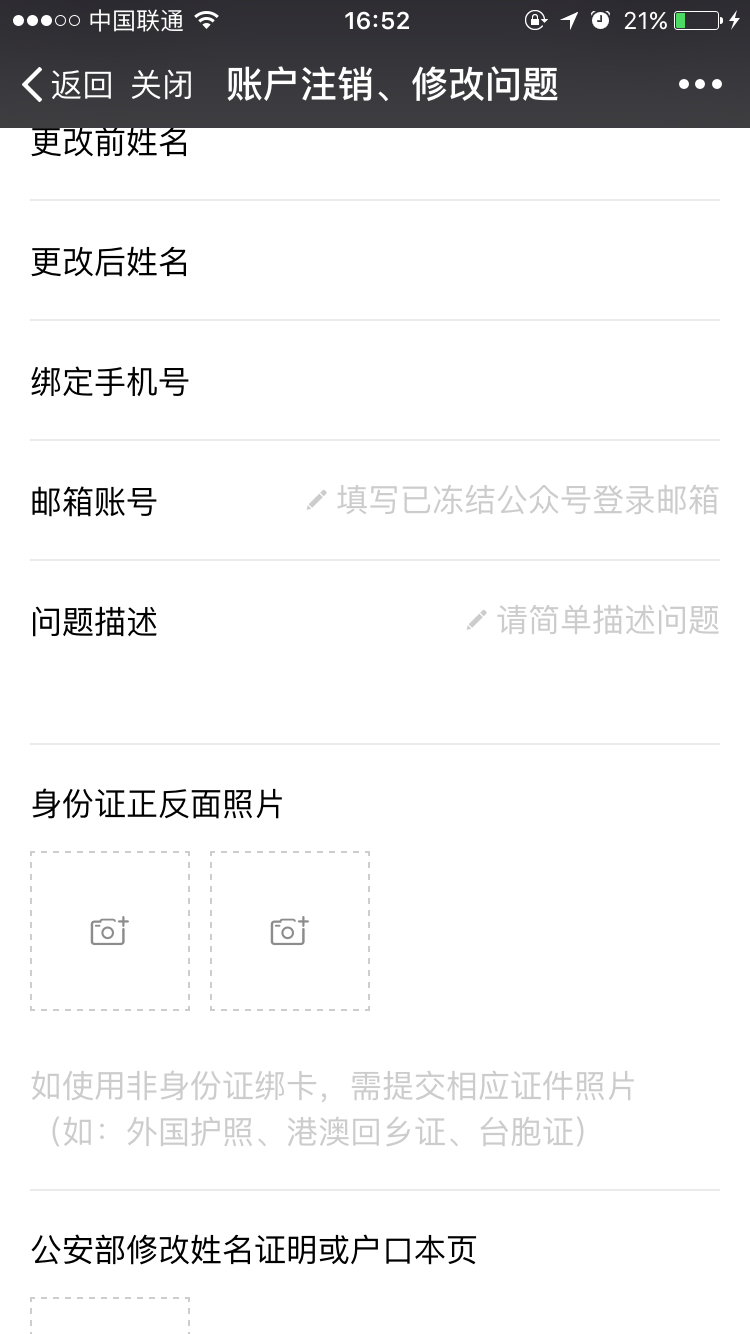 中国联通 16:52 21%
返回 关闭 账户注销、修改问题
更改前姓名
更改后姓名
绑定手机号
邮箱账号 填写已冻结公众号登录邮箱
问题描述 请简单描述问题
身份证正反面照片
如使用非身份证绑卡，需提交相应证件照片
（如：外国护照、港澳回乡证、台胞证）
公安部修改姓名证明或户口本页